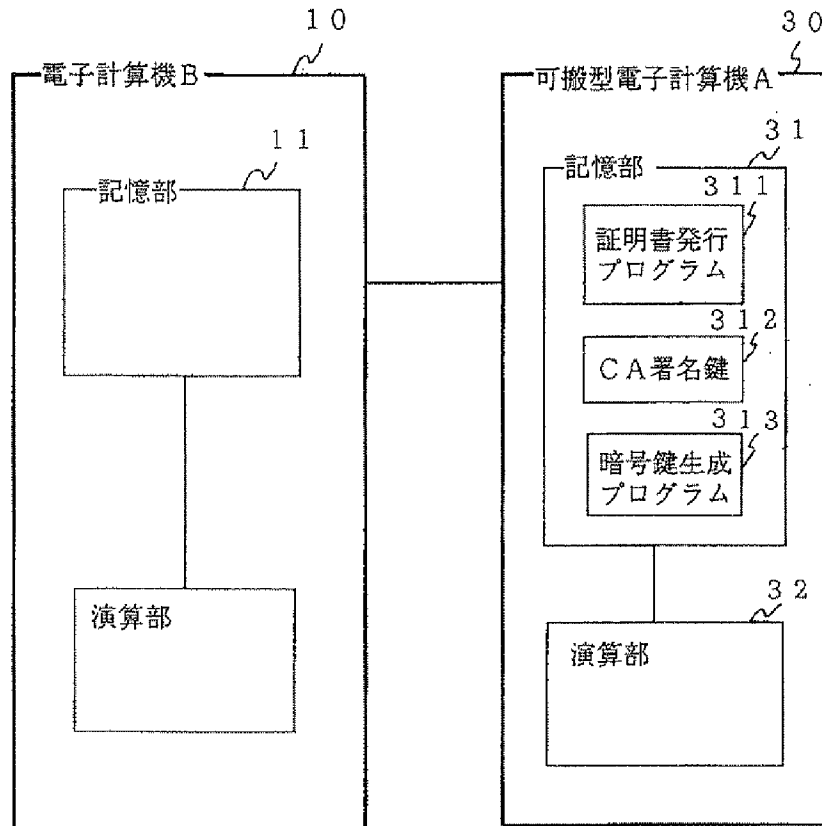 １０
電子計算機Ｂ
１１
記憶部
演算部
３０
可搬型電子計算機Ａ
３１
記憶部
３１１
証明書発行
プログラム
３１２
ＣＡ署名鍵
３１３
暗号鍵生成
プログラム
３２
演算部